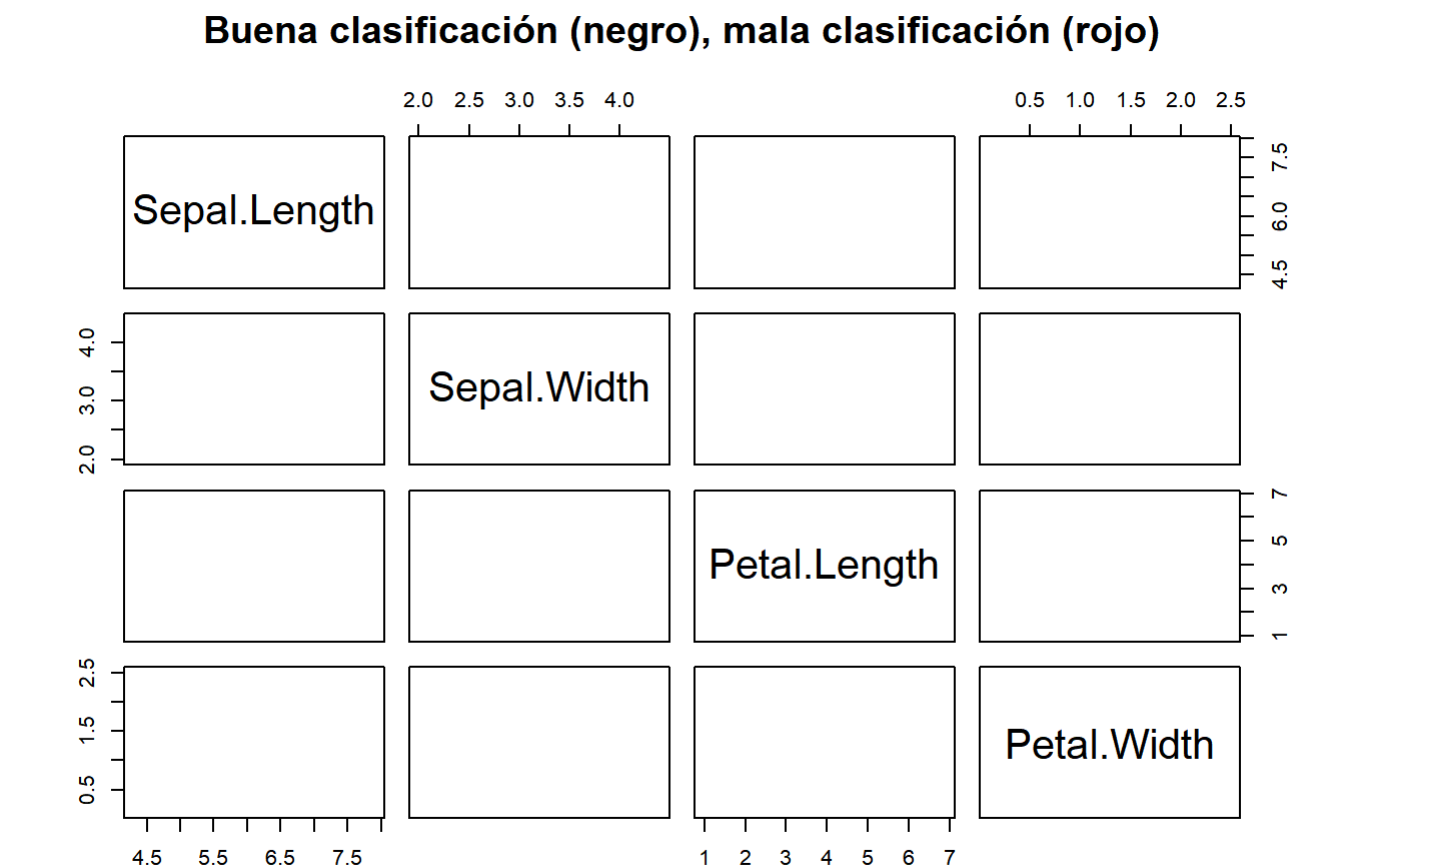 Buena clasificación (negro), mala clasificación (rojo)
2.0 2.5 3.0 3.5 4.0
0.5 1.0 1.5 2.0 2.5
Sepal.Length
7.5
6.0
4.5
4.0
3.0
2.0
Sepal.Width
Petal.Length
7
5
3
1
2.5
1.5
0.5
Petal.Width
4.5 5.5 6.5 7.5
1 2 3 4 5 6 7